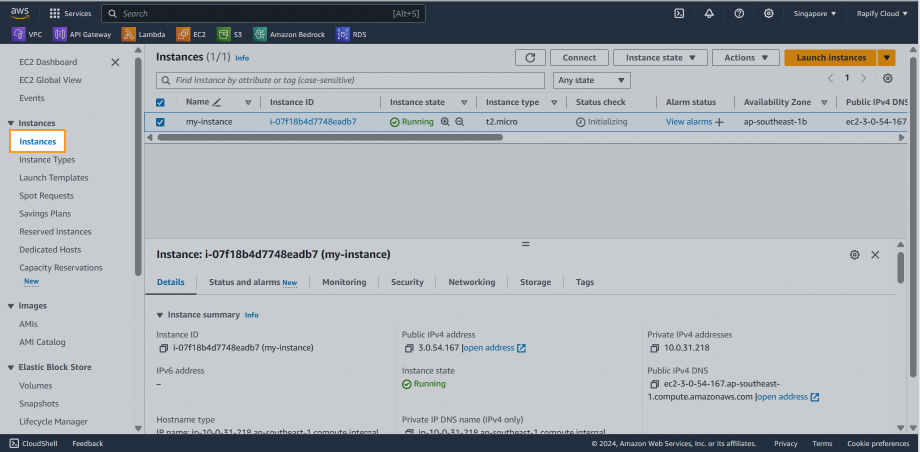 aws Services Search [Alt+S] Singapore Rapify Cloud
VPC API Gateway Lambda EC2 S3 Amazon Bedrock RDS
EC2 Dashboard
EC2 Global View
Events
Instances
Instances
Instance Types
Launch Templates
Spot Requests
Savings Plans
Reserved Instances
Dedicated Hosts
Capacity Reservations
New
Images
AMIs
AMI Catalog
Elastic Block Store
Volumes
Snapshots
Lifecycle Manager
Instances (1/1) Info Connect Instance state Actions Launch instances
Find Instance by attribute or tag (case-sensitive) Any state 1
Name Instance ID Instance state Instance type Status check Alarm status Availability Zone Public IPv4 DNS
my-instance i-07f18b4d7748eadb7 Running t2.micro Initializing View alarms + ap-southeast-1b ec2-3-0-54-167.
Instance: i-07f18b4d7748eadb7 (my-instance)
Details Status and alarms New Monitoring Security Networking Storage Tags
Instance summary Info
Instance ID
i-07f18b4d7748eadb7 (my-instance)
Public IPv4 address
3.0.54.167 |open address
Private IPv4 addresses
10.0.31.218
IPv6 address
–
Instance state
Running
Public IPv4 DNS
ec2-3-0-54-167.ap-southeast-
1.compute.amazonaws.com |open address
Hostname type
IP name: ip-10-0-31-218.ap-southeast-1.compute.internal
Private IP DNS name (IPv4 only)
ip-10-0-31-218.ap-southeast-1.compute.internal
CloudShell Feedback © 2024, Amazon Web Services, Inc. or its affiliates. Privacy Terms Cookie preferences